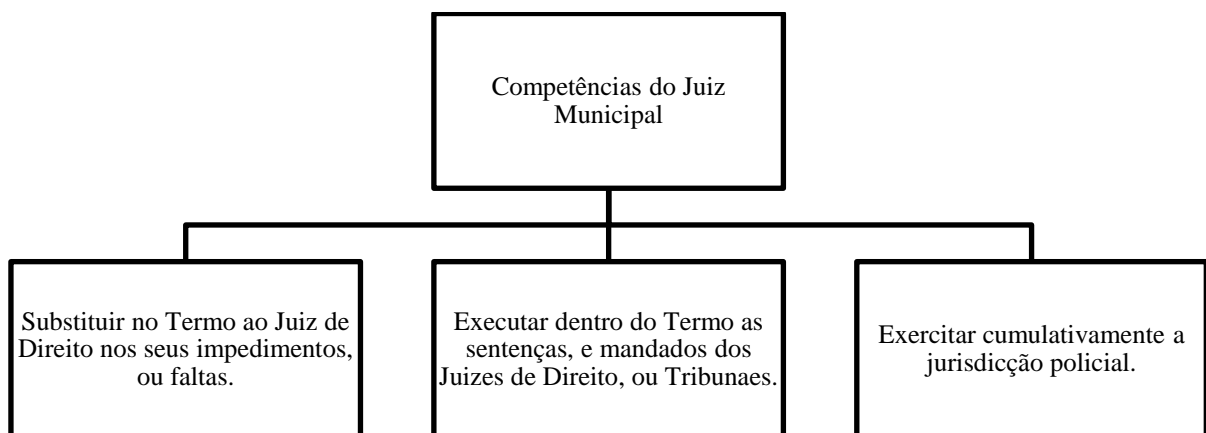 Competências do Juiz
Municipal
Substituir no Termo ao Juiz de
Direito nos seus impedimentos,
ou faltas.
Executar dentro do Termo as
sentenças, e mandados dos
Juizes de Direito, ou Tribunaes.
Exercitar cumulativamente a
jurisdicção policial.